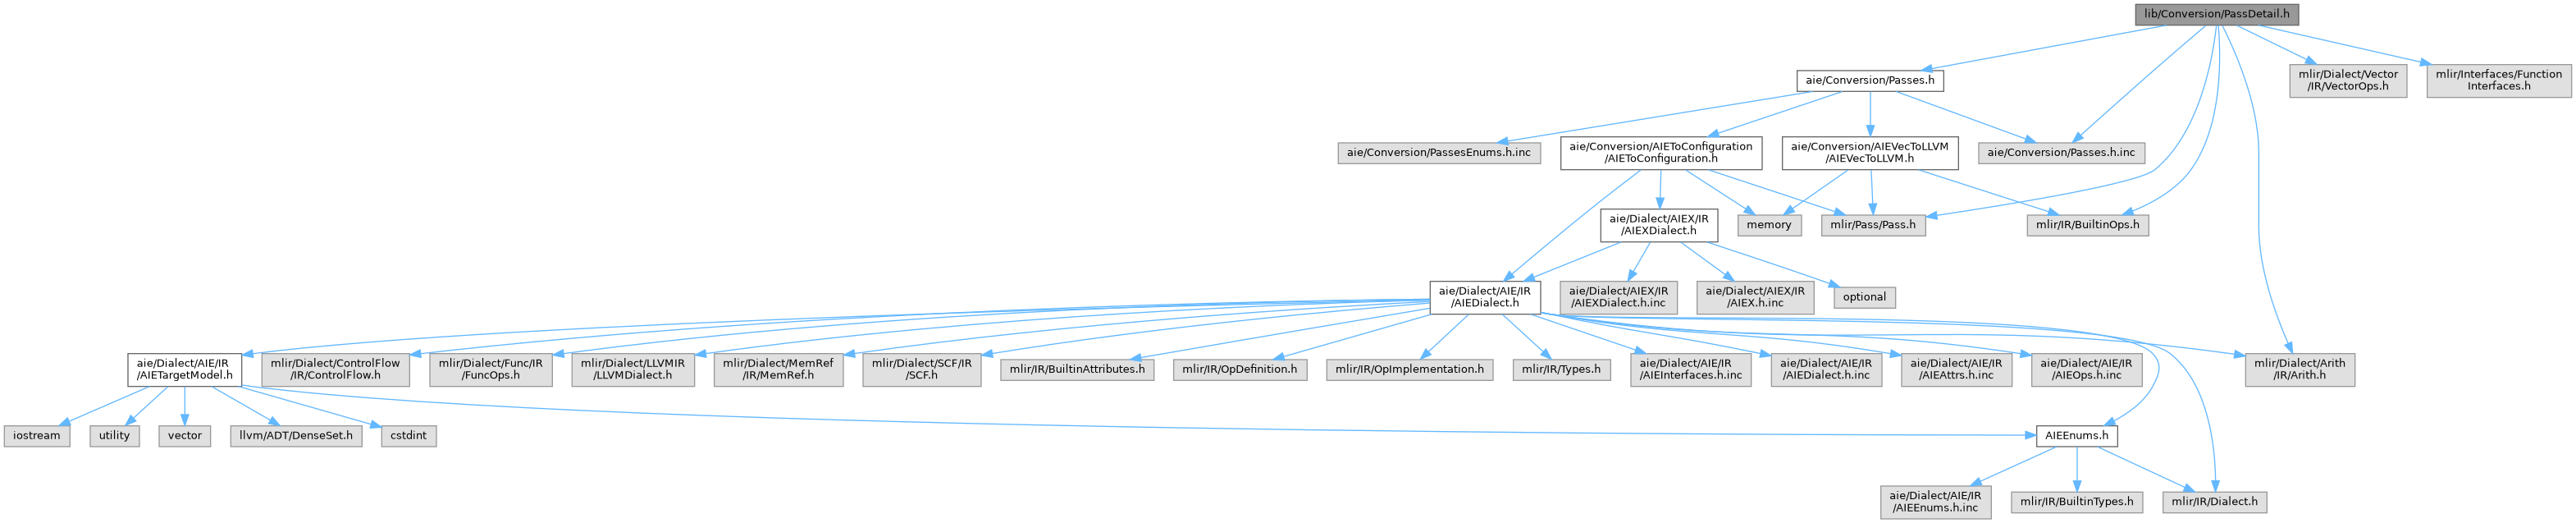 lib/Conversion/PassDetail.h
aie/Conversion/Passes.h
mlir/Dialect/Vector
/IR/VectorOps.h
mlir/Interfaces/Function
Interfaces.h
aie/Conversion/PassesEnums.h.inc
aie/Conversion/AIEToConfiguration
/AIEToConfiguration.h
aie/Conversion/AIEVecToLLVM
/AIEVecToLLVM.h
aie/Conversion/Passes.h.inc
aie/Dialect/AIEX/IR
/AIEXDialect.h
memory
mlir/Pass/Pass.h
mlir/IR/BuiltinOps.h
aie/Dialect/AIE/IR
/AIEDialect.h
aie/Dialect/AIEX/IR
/AIEXDialect.h.inc
aie/Dialect/AIEX/IR
/AIEX.h.inc
optional
aie/Dialect/AIE/IR
/AIETargetModel.h
mlir/Dialect/ControlFlow
/IR/ControlFlow.h
mlir/Dialect/Func/IR
/FuncOps.h
mlir/Dialect/LLVMIR
/LLVMDialect.h
mlir/Dialect/MemRef
/IR/MemRef.h
mlir/Dialect/SCF/IR
/SCF.h
mlir/IR/BuiltinAttributes.h
mlir/IR/OpDefinition.h
mlir/IR/OpImplementation.h
mlir/IR/Types.h
aie/Dialect/AIE/IR
/AIEInterfaces.h.inc
aie/Dialect/AIE/IR
/AIEDialect.h.inc
aie/Dialect/AIE/IR
/AIEAttrs.h.inc
aie/Dialect/AIE/IR
/AIEOps.h.inc
mlir/Dialect/Arith
/IR/Arith.h
iostream
utility
vector
llvm/ADT/DenseSet.h
cstdint
AIEEnums.h
aie/Dialect/AIE/IR
/AIEEnums.h.inc
mlir/IR/BuiltinTypes.h
mlir/IR/Dialect.h